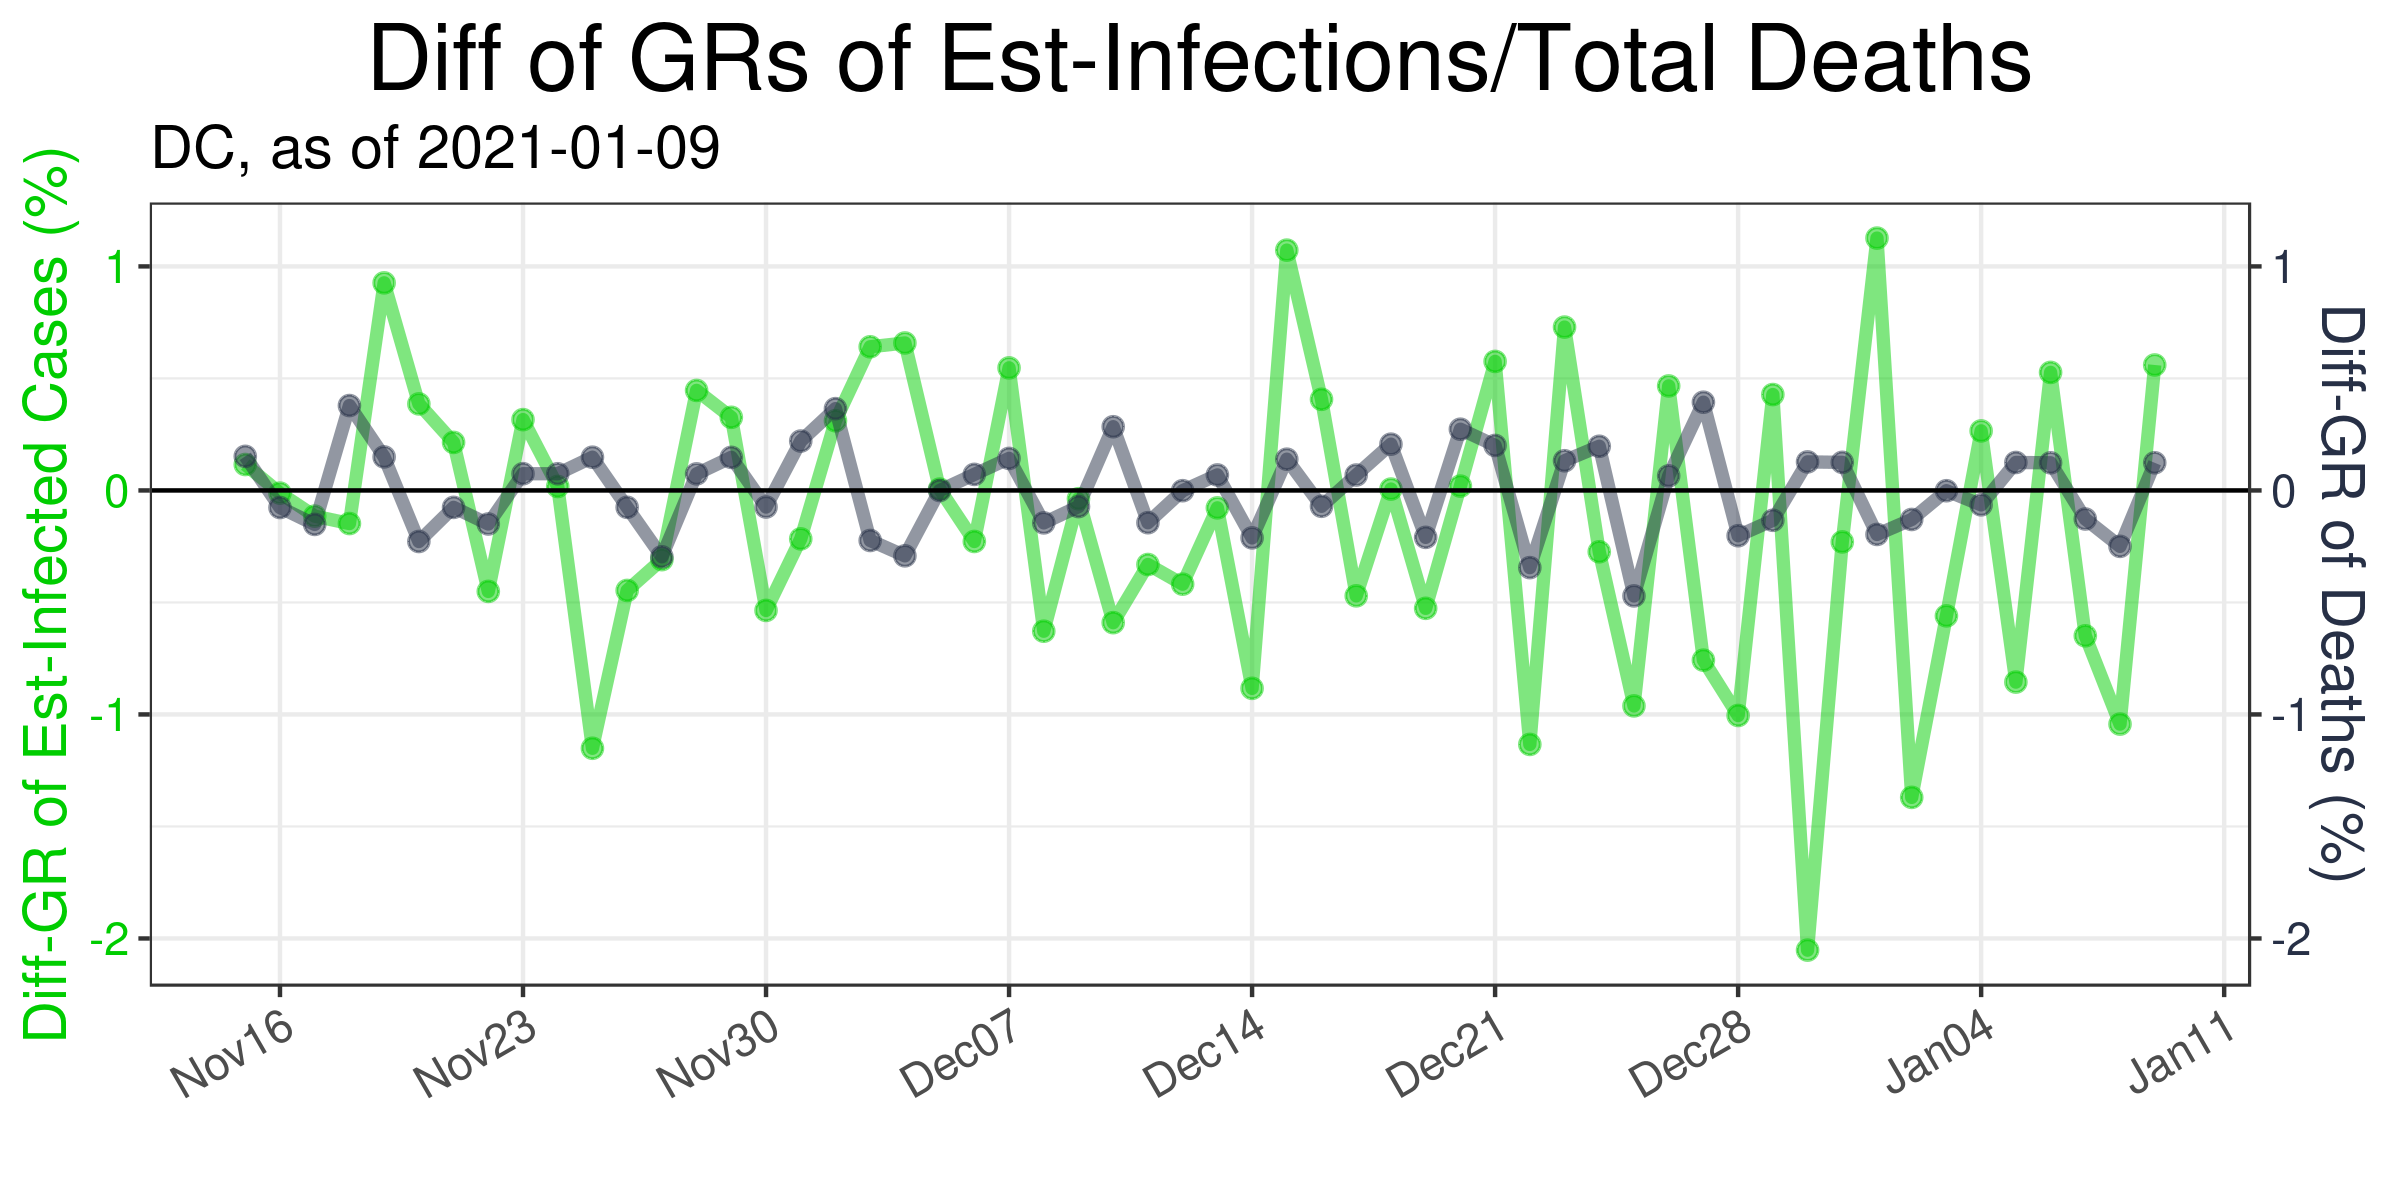 Diff of GRs of Est-Infections/Total Deaths
DC, as of 2021-01-09
Diff-GR of Est-Infected Cases (%)
1
0
-1
-2
1
0
-1
-2
Diff-GR of Deaths (%)
Nov16
Nov23
Nov30
Dec07
Dec14
Dec21
Dec28
Jan04
Jan11